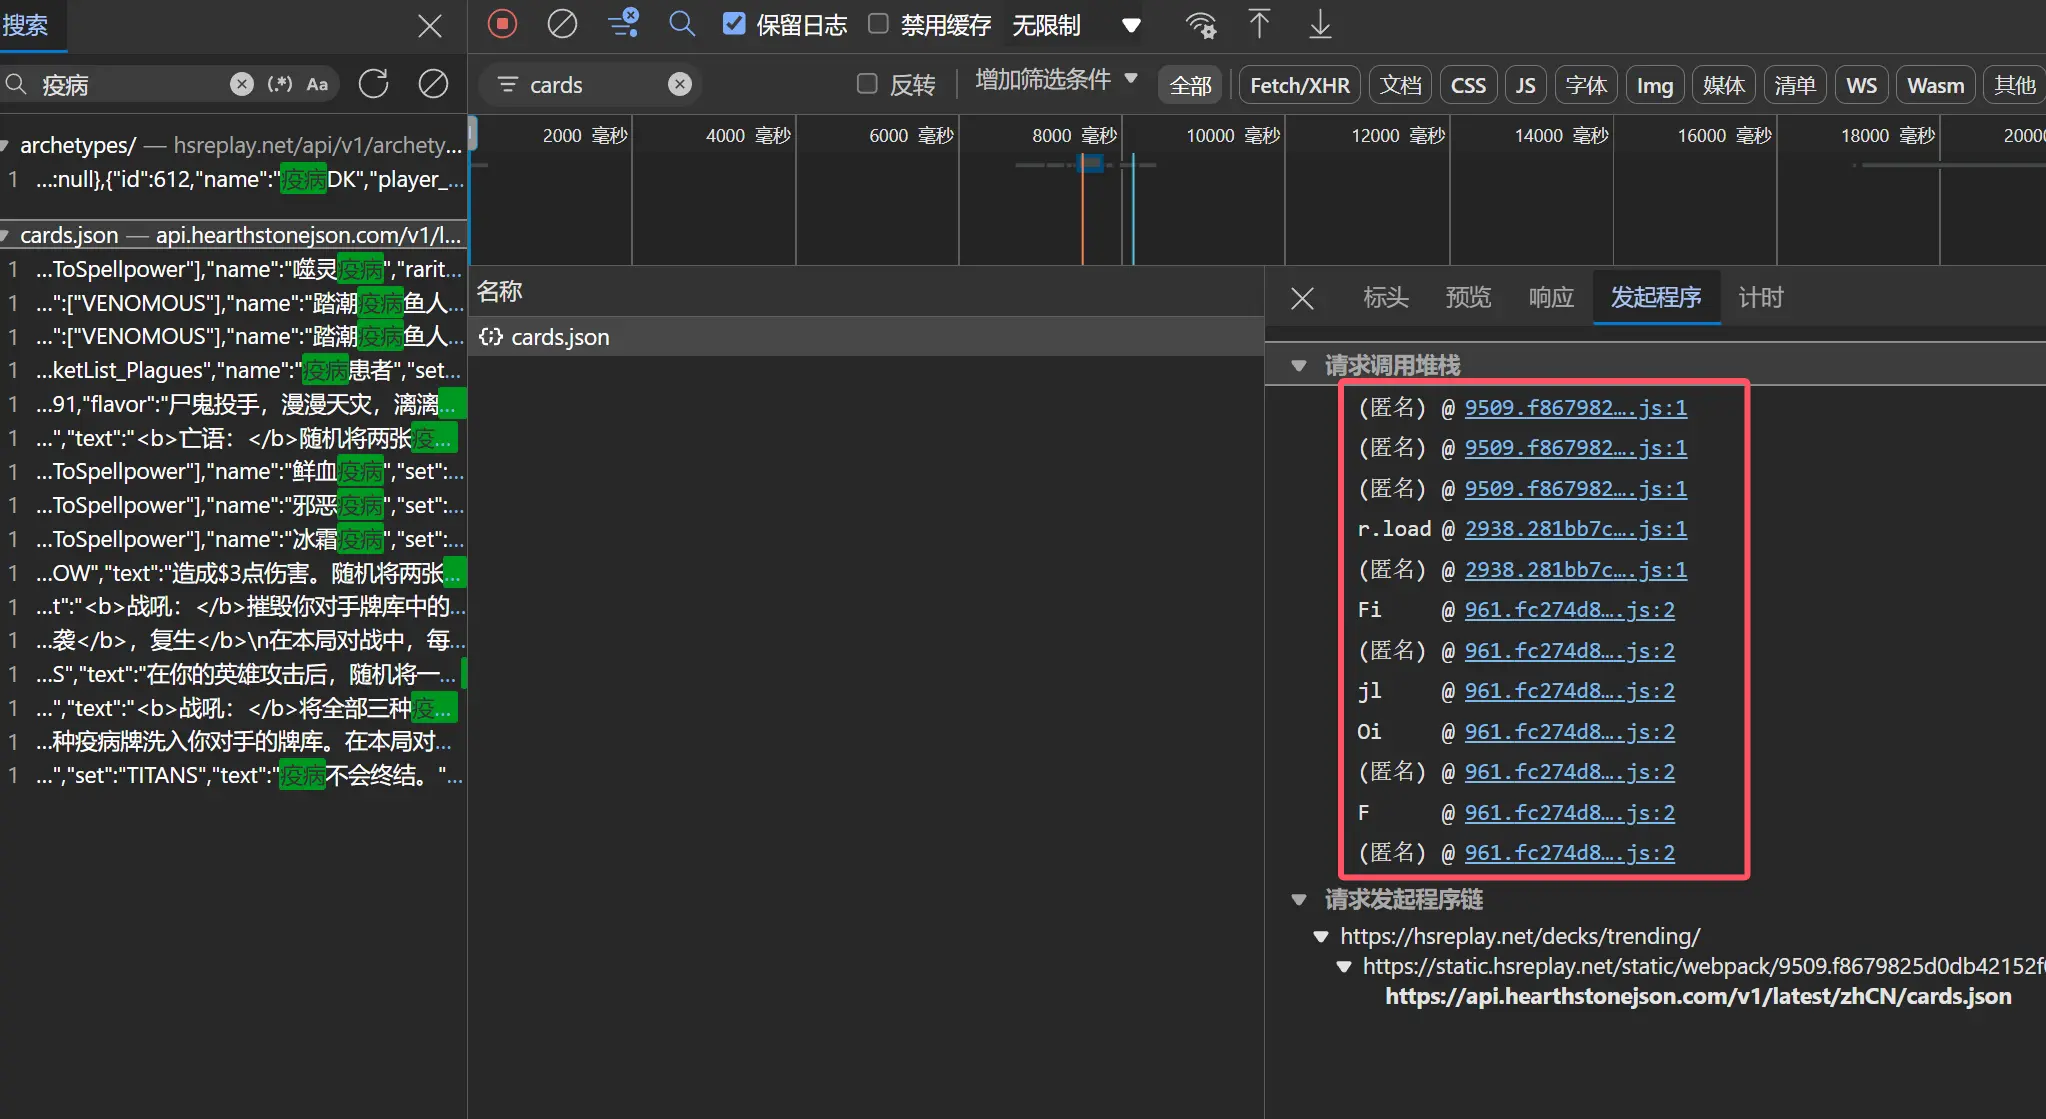 搜索
疫病
(.*)
Aa
archetypes/ — hsreplay.net/api/v1/archety...
1 ...:null},{"id":612,"name":"疫病DK","player_...
cards.json — api.hearthstonejson.com/v1/l...
1 ...ToSpellpower"],"name":"噬灵疫病","rarit...
1 ...":["VENOMOUS"],"name":"踏潮疫病鱼人...
1 ...":["VENOMOUS"],"name":"踏潮疫病鱼人...
1 ...ketList_Plagues","name":"疫病患者","set...
1 ...91,"flavor":"尸鬼投手，漫漫天灾，漓漓...
1 ...","text":"<b>亡语：</b>随机将两张疫...
1 ...ToSpellpower"],"name":"鲜血疫病","set":...
1 ...ToSpellpower"],"name":"邪恶疫病","set":...
1 ...ToSpellpower"],"name":"冰霜疫病","set":...
1 ...OW","text":"造成$3点伤害。随机将两张...
1 ...t":"<b>战吼：</b>摧毁你对手牌库中的...
1 ...袭</b>，复生</b>\n在本局对战中，每...
1 ...S","text":"在你的英雄攻击后，随机将一...
1 ...","text":"<b>战吼：</b>将全部三种疫...
1 ...种疫病牌洗入你对手的牌库。在本局对...
1 ...","set":"TITANS","text":"疫病不会终结。"...
保留日志
禁用缓存
无限制
cards
反转
增加筛选条件
全部
Fetch/XHR
文档
CSS
JS
字体
Img
媒体
清单
WS
Wasm
其他
2000 毫秒
4000 毫秒
6000 毫秒
8000 毫秒
10000 毫秒
12000 毫秒
14000 毫秒
16000 毫秒
18000 毫秒
20000
名称
{;} cards.json
标头
预览
响应
发起程序
计时
请求调用堆栈
(匿名) @ 9509.f867982….js:1
(匿名) @ 9509.f867982….js:1
(匿名) @ 9509.f867982….js:1
r.load @ 2938.281bb7c….js:1
(匿名) @ 2938.281bb7c….js:1
Fi @ 961.fc274d8….js:2
(匿名) @ 961.fc274d8….js:2
jl @ 961.fc274d8….js:2
Oi @ 961.fc274d8….js:2
(匿名) @ 961.fc274d8….js:2
F @ 961.fc274d8….js:2
(匿名) @ 961.fc274d8….js:2
请求发起程序链
https://hsreplay.net/decks/trending/
https://static.hsreplay.net/static/webpack/9509.f8679825d0db42152f
https://api.hearthstonejson.com/v1/latest/zhCN/cards.json